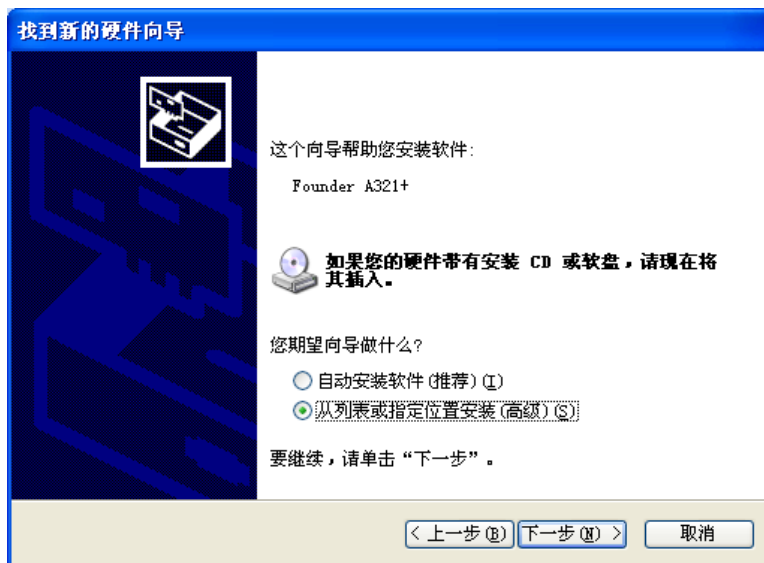 找到新的硬件向导
这个向导帮助您安装软件:
Founder A321+
如果您的硬件带有安装 CD 或软盘，请现在将
其插入。
您期望向导做什么?
自动安装软件(推荐)(I)
从列表或指定位置安装(高级)(S)
要继续，请单击“下一步”。
< 上一步(B) 下一步(N) > 取消